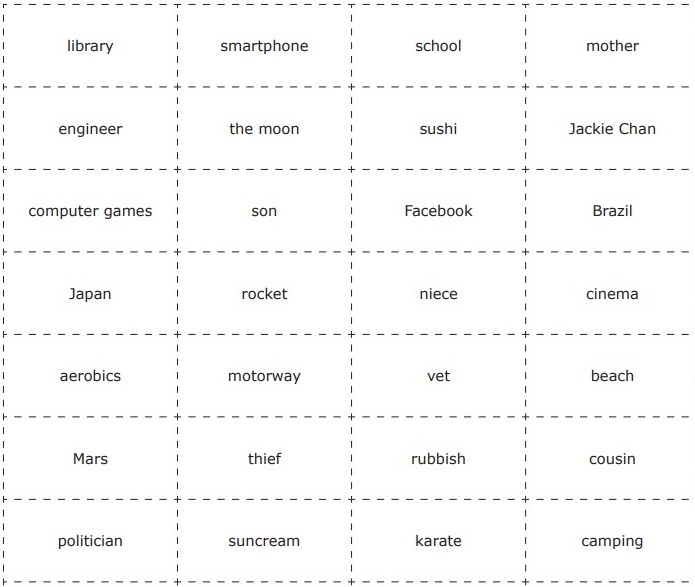 library smartphone school mother
engineer the moon sushi Jackie Chan
computer games son Facebook Brazil
Japan rocket niece cinema
aerobics motorway vet beach
Mars thief rubbish cousin
politician suncream karate camping